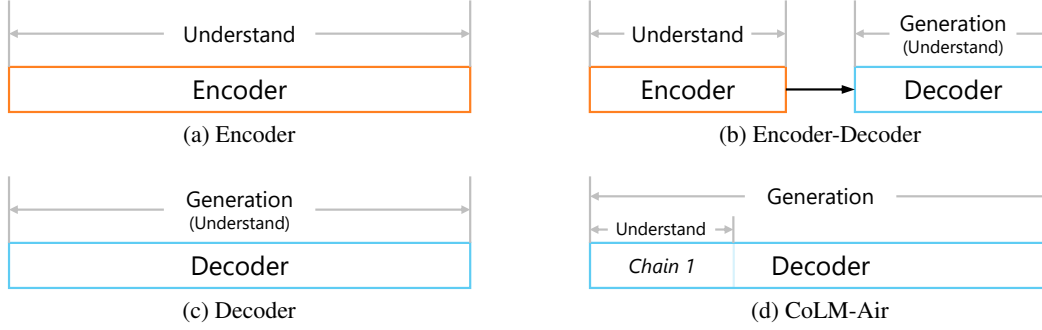 Understand
Encoder
(a) Encoder
Understand
Generation
(Understand)
Encoder
Decoder
(b) Encoder-Decoder
Generation
(Understand)
Decoder
(c) Decoder
Generation
Understand
Chain 1
Decoder
(d) CoLM-Air